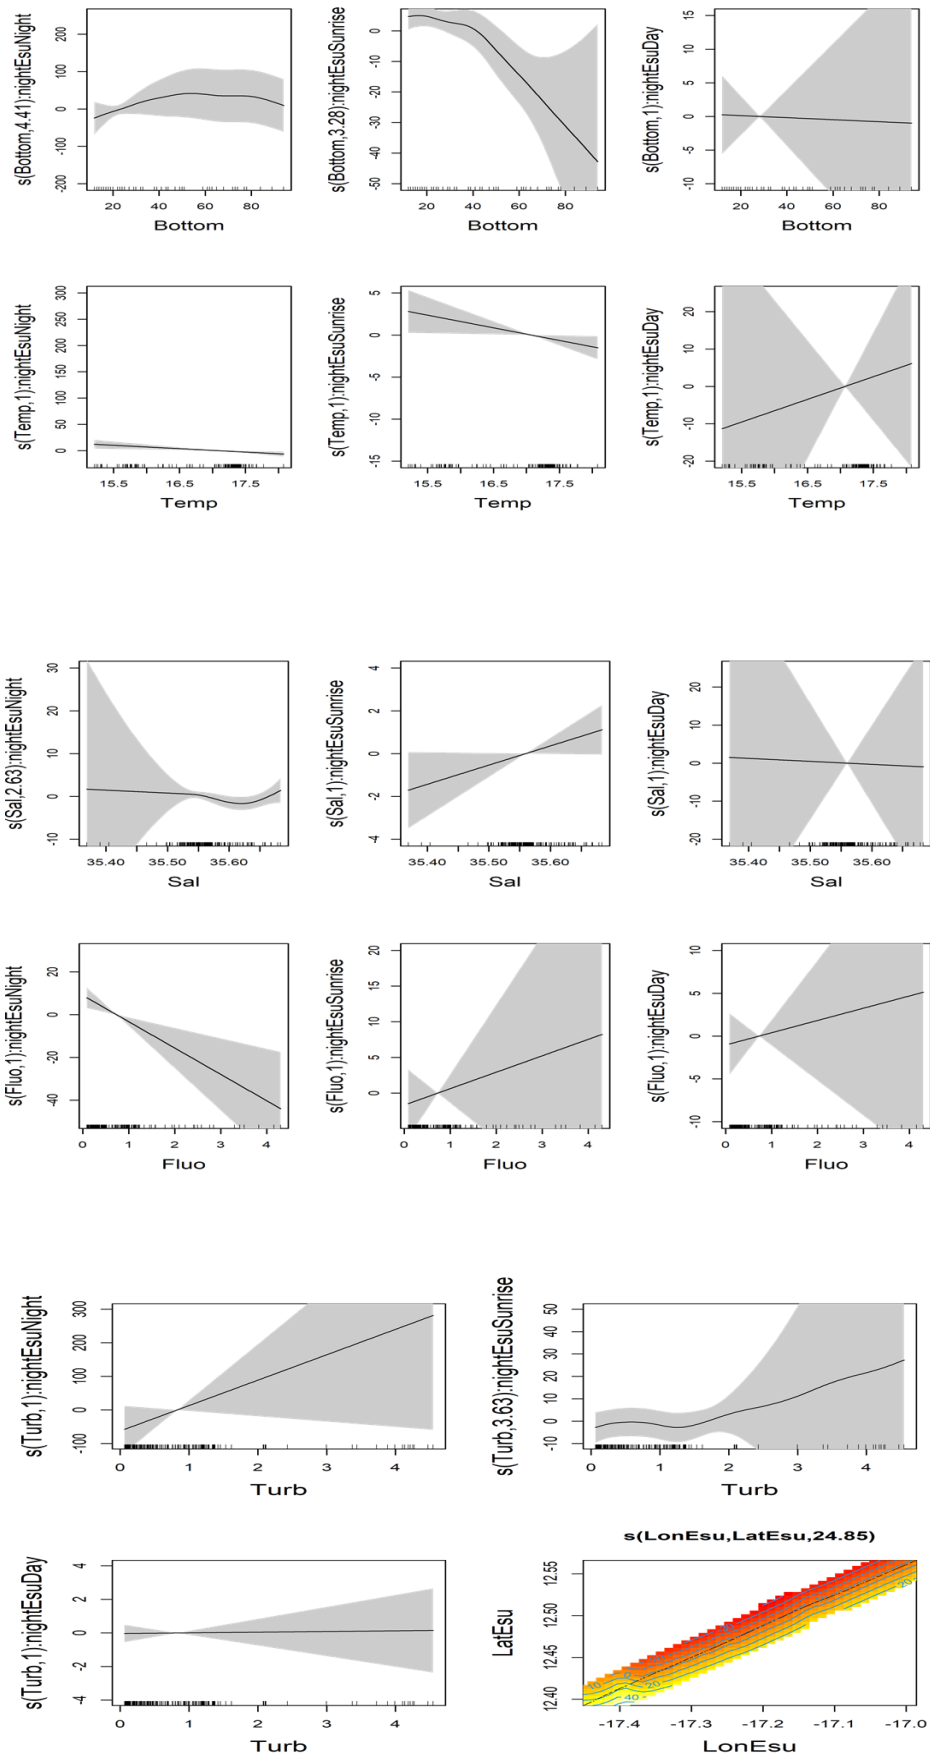 s(Bottom,4.41):nightEsuNight
200
100
0
-100
-200
20 40 60 80
Bottom
s(Bottom,3.28):nightEsuSunrise
0
-10
-20
-30
-40
-50
20 40 60 80
Bottom
s(Bottom,1):nightEsuDay
15
10
5
0
-5
-10
20 40 60 80
Bottom
s(Temp,1):nightEsuNight
300
250
200
150
100
50
0
15.5 16.5 17.5
Temp
s(Temp,1):nightEsuSunrise
5
0
-5
-10
-15
15.5 16.5 17.5
Temp
s(Temp,1):nightEsuDay
20
10
0
-10
-20
15.5 16.5 17.5
Temp
s(Sal,2.63):nightEsuNight
30
20
10
0
-10
35.40 35.50 35.60
Sal
s(Sal,1):nightEsuSunrise
4
2
0
-2
-4
35.40 35.50 35.60
Sal
s(Sal,1):nightEsuDay
20
10
0
-10
-20
35.40 35.50 35.60
Sal
s(Fluo,1):nightEsuNight
20
0
-20
40
0 1 2 3 4
Fluo
s(Fluo,1):nightEsuSunrise
20
15
10
5
0
0 1 2 3 4
Fluo
s(Fluo,1):nightEsuDay
10
5
0
-5
-10
0 1 2 3 4
Fluo
s(Turb,1):nightEsuNight
300
200
100
0
-100
0 1 2 3 4
Turb
s(Turb,3.63):nightEsuSunrise
50
40
30
20
10
0
-10
0 1 2 3 4
Turb
s(Turb,1):nightEsuDay
4
2
0
-2
-4
0 1 2 3 4
Turb
s(LonEsu,LatEsu,24.85)
LatEsu
12.55
12.50
12.45
12.40
-17.4 -17.3 -17.2 -17.1 -17.0
LonEsu